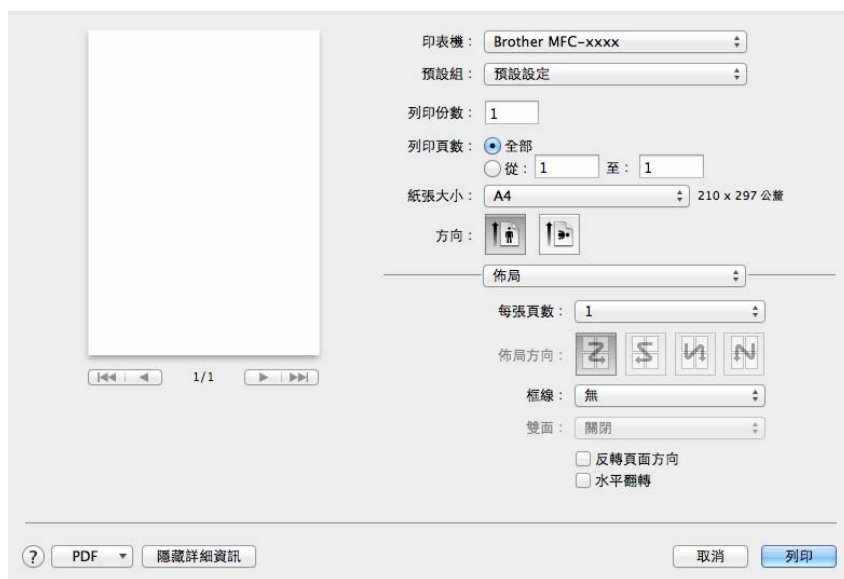 印表機： Brother MFC-xxxx
預設組： 預設設定
列印份數： 1
列印頁數： 全部
從： 1 至： 1
紙張大小： A4 210 x 297 公釐
方向：
佈局
每張頁數： 1
佈局方向：
框線： 無
雙面： 關閉
反轉頁面方向
水平翻轉
1/1
? PDF 隱藏詳細資訊 取消 列印